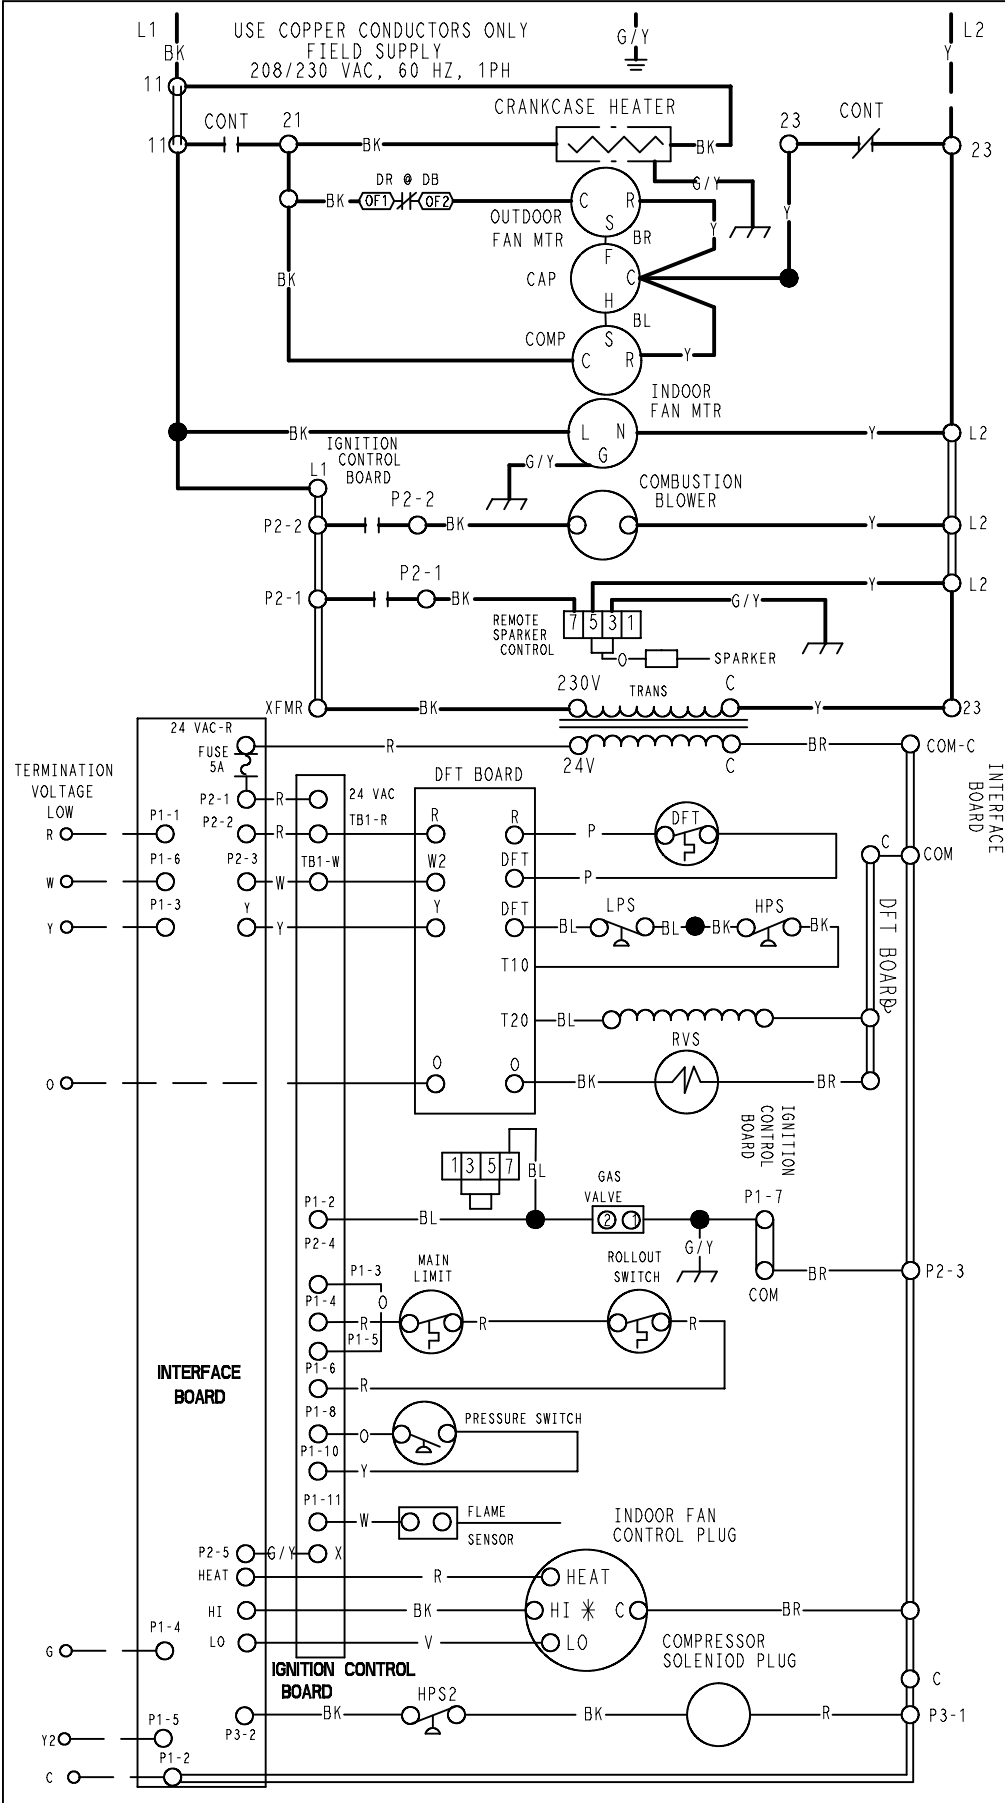 L1
USE COPPER CONDUCTORS ONLY
FIELD SUPPLY
208/230 VAC, 60 HZ, 1PH
G/Y
L2
BK
Y
11
CRANKCASE HEATER
CONT
21
23
CONT
11
BK
BK
23
DR @ DB
G/Y
BK
OF1
OF2
C
R
Y
Y
OUTDOOR
FAN MTR
S
BR
F
BK
CAP
C
H
BL
COMP
S
C
R
Y
INDOOR
FAN MTR
BK
L
N
Y
L2
IGNITION
CONTROL
BOARD
G
G/Y
L1
COMBUSTION
BLOWER
P2-2
P2-2
BK
Y
L2
P2-1
Y
L2
P2-1
BK
G/Y
REMOTE
SPARKER
CONTROL
7 5 3 1
O
SPARKER
230V
TRANS
C
XFMR
BK
Y
23
24 VAC-R
FUSE
5A
R
24V
C
BR
COM-C
INTERFACE
BOARD
TERMINATION
VOLTAGE
LOW
DFT BOARD
P2-1
R
24 VAC
R
P1-1
P2-2
R
TB1-R
R
R
P
DFT
C
COM
P1-6
P2-3
TB1-W
W2
DFT
W
W
P
P1-3
Y
Y
DFT
LPS
HPS
Y
Y
BL
BL
BK
BK
DFT BOARD
T10
C
T20
BL
RVS
O
O
O
BK
BR
IGNITION
CONTROL
BOARD
1 3 5 7
BL
GAS
VALVE
P1-2
P1-7
BL
2 1
P2-4
G/Y
MAIN
LIMIT
ROLLOUT
SWITCH
P1-3
BR
P2-3
COM
P1-4
O
R
R
R
P1-5
INTERFACE
BOARD
P1-6
R
P1-8
PRESSURE SWITCH
O
P1-10
Y
P1-11
FLAME
SENSOR
W
INDOOR FAN
CONTROL PLUG
P2-5
G/Y
X
HEAT
R
HEAT
HI
BK
HI
C
BR
LO
V
LO
G
P1-4
COMPRESSOR
SOLENIOD PLUG
IGNITION CONTROL
BOARD
C
HPS2
P3-2
BK
BK
R
P3-1
Y2
P1-5
P1-2
C